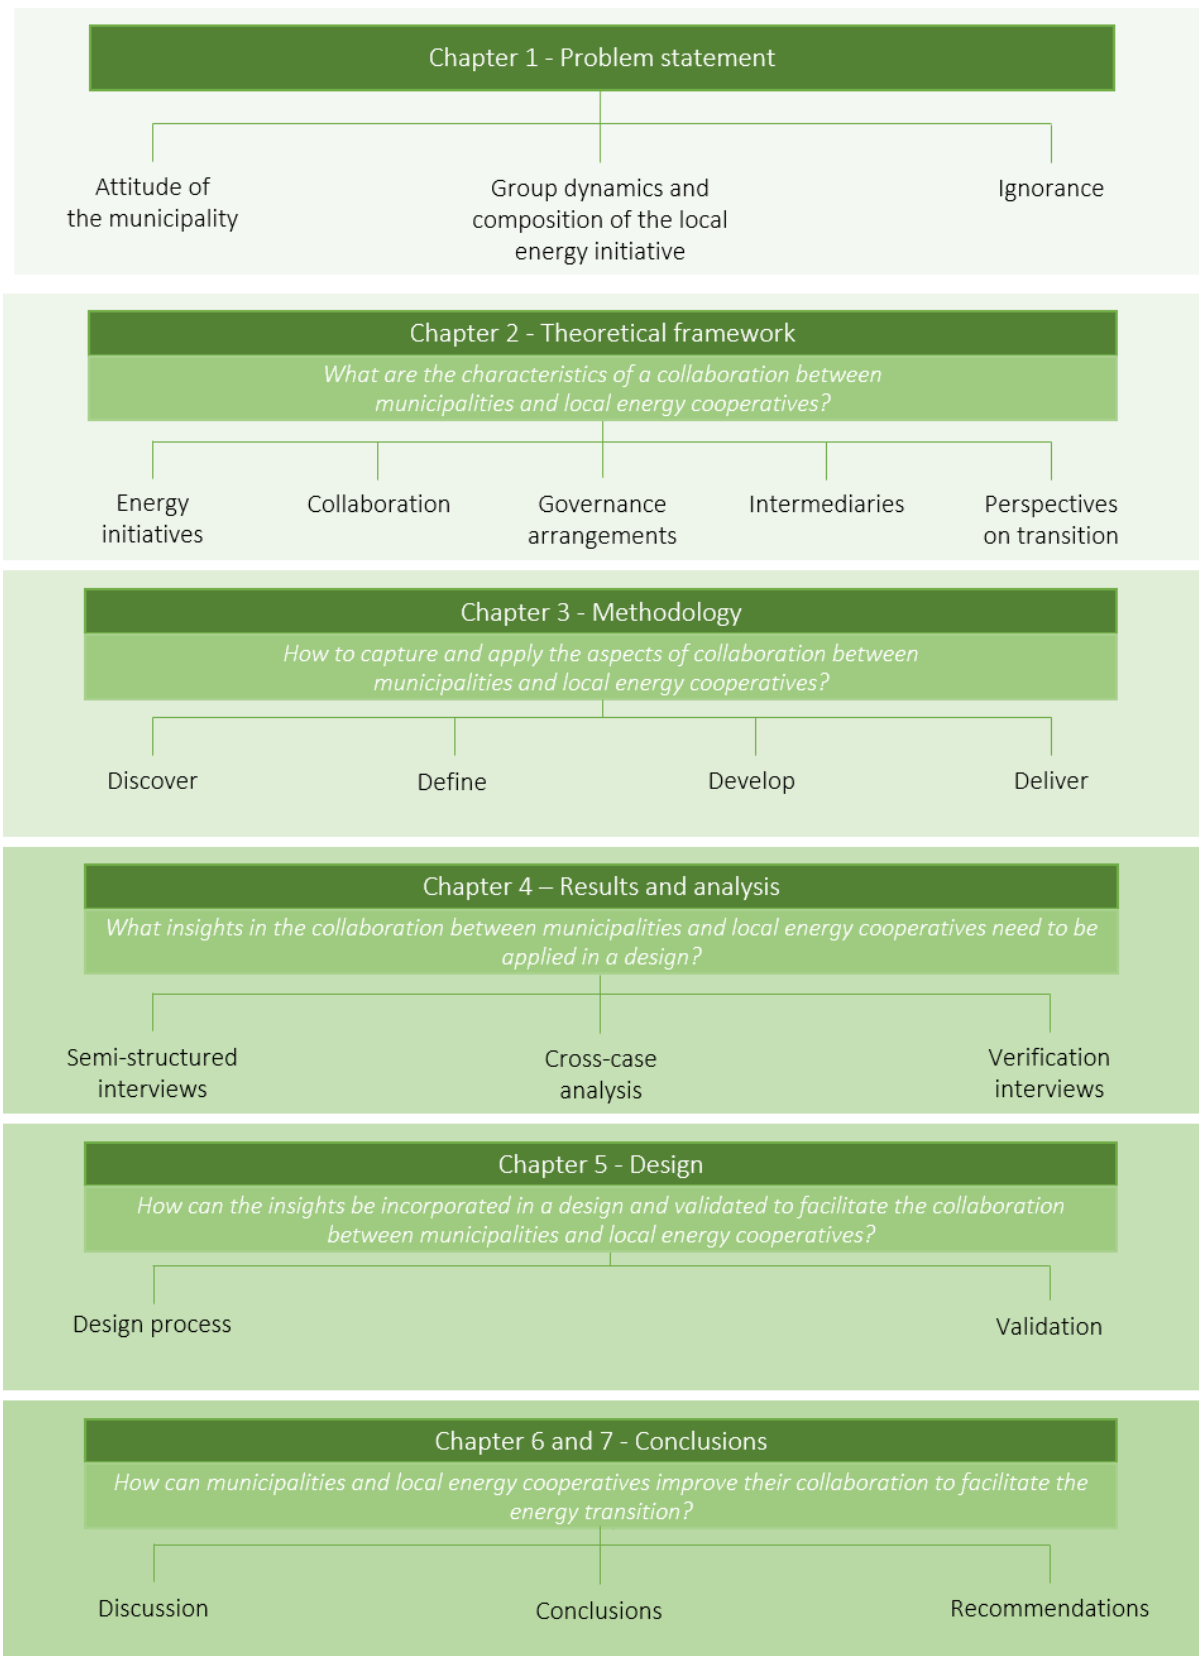 Chapter 1 - Problem statement
Attitude of
the municipality
Group dynamics and
composition of the local
energy initiative
Ignorance
Chapter 2 - Theoretical framework
What are the characteristics of a collaboration between
municipalities and local energy cooperatives?
Energy
initiatives
Collaboration
Governance
arrangements
Intermediaries
Perspectives
on transition
Chapter 3 - Methodology
How to capture and apply the aspects of collaboration between
municipalities and local energy cooperatives?
Discover
Define
Develop
Deliver
Chapter 4 – Results and analysis
What insights in the collaboration between municipalities and local energy cooperatives need to be
applied in a design?
Semi-structured
interviews
Cross-case
analysis
Verification
interviews
Chapter 5 - Design
How can the insights be incorporated in a design and validated to facilitate the collaboration
between municipalities and local energy cooperatives?
Design process
Validation
Chapter 6 and 7 - Conclusions
How can municipalities and local energy cooperatives improve their collaboration to facilitate the
energy transition?
Discussion
Conclusions
Recommendations